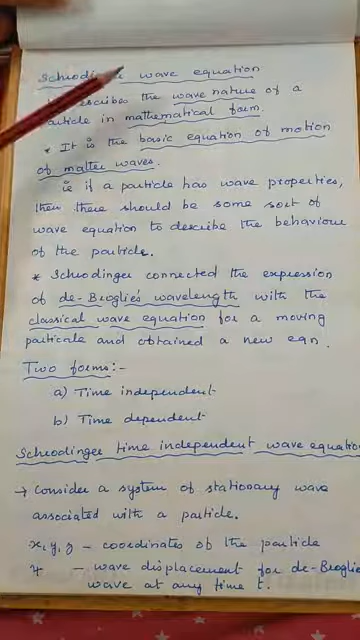 Schrodinger wave equation
describes the wave nature of a
particle in mathematical form.
* It is the basic equation of motion
of matter waves.
ie if a particle has wave properties,
then there should be some sort of
wave equation to describe the behaviour
of the particle.
* Schrodinger connected the expression
of de-Broglie's wavelength with the
classical wave equation for a moving
particale and obtained a new eqn.
Two forms:-
a) Time independent
b) Time dependent
Schrodinger time independent wave equation
→ Consider a system of stationary wave
associated with a particle.
x, y, z - coordinates of the particle
ψ - wave displacement for de-Broglie
wave at any time t.